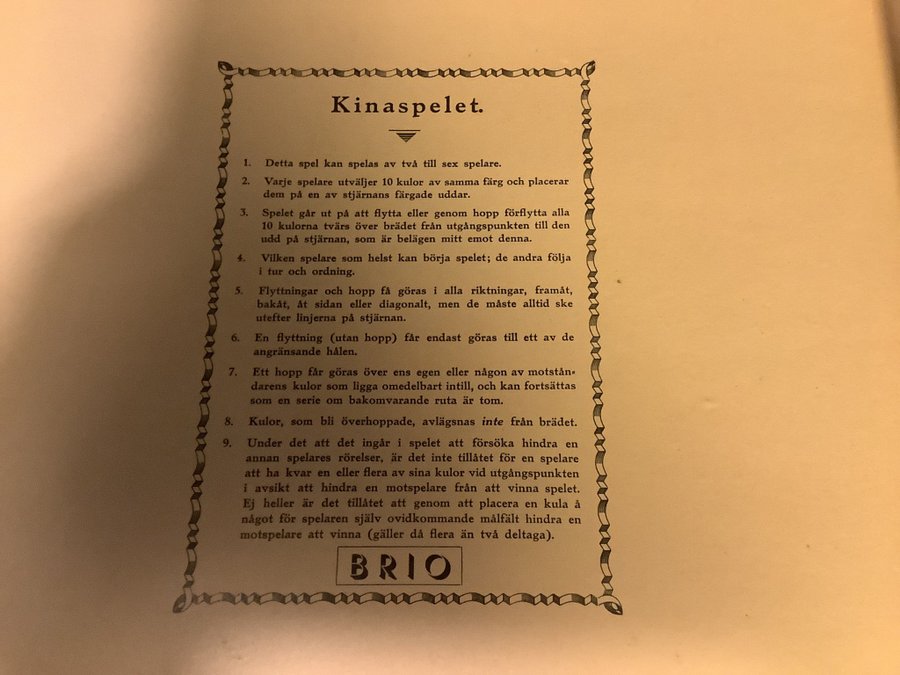 Kinaspelet.
1. Detta spel kan spelas av två till sex spelare.
2. Varje spelare utväljer 10 kulor av samma färg och placerar
dem på en av stjärnans färgade uddar.
3. Spelet går ut på att flytta eller genom hopp förflytta alla
10 kulorna tvärs över brädet från utgångspunkten till den
udd på stjärnan, som är belägen mitt emot denna.
4. Vilken spelare som helst kan börja spelet; de andra följa
i tur och ordning.
5. Flyttningar och hopp få göras i alla riktningar, framåt,
bakåt, åt sidan eller diagonalt, men de måste alltid ske
utefter linjerna på stjärnan.
6. En flyttning (utan hopp) får endast göras till ett av de
angränsande hålen.
7. Ett hopp får göras över ens egen eller någon av motstån-
darens kulor som ligga omedelbart intill, och kan fortsättas
som en serie om bakomvarande ruta är tom.
8. Kulor, som bli överhoppade, avlägsnas inte från brädet.
9. Under det att det ingår i spelet att försöka hindra en
annan spelares rörelser, är det inte tillåtet för en spelare
att ha kvar en eller flera av sina kulor vid utgångspunkten
i avsikt att hindra en motspelare från att vinna spelet.
Ej heller är det tillåtet att genom att placera en kula å
något för spelaren själv ovidkommande målfält hindra en
motspelare att vinna (gäller då flera än två deltaga).
BRIO